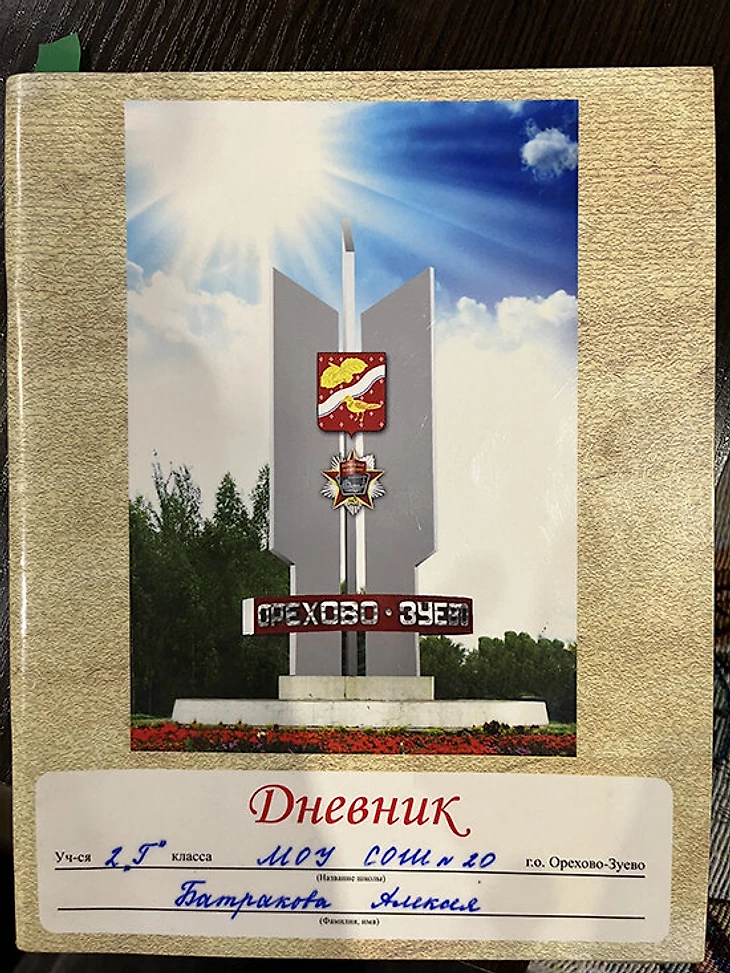 ОРЕХОВО · ЗУЕВО
Дневник
Уч-ся 2 „Г" класса МОУ СОШ № 20 г.о. Орехово-Зуево
(Название школы)
Батракова Алексея
(Фамилия, имя)